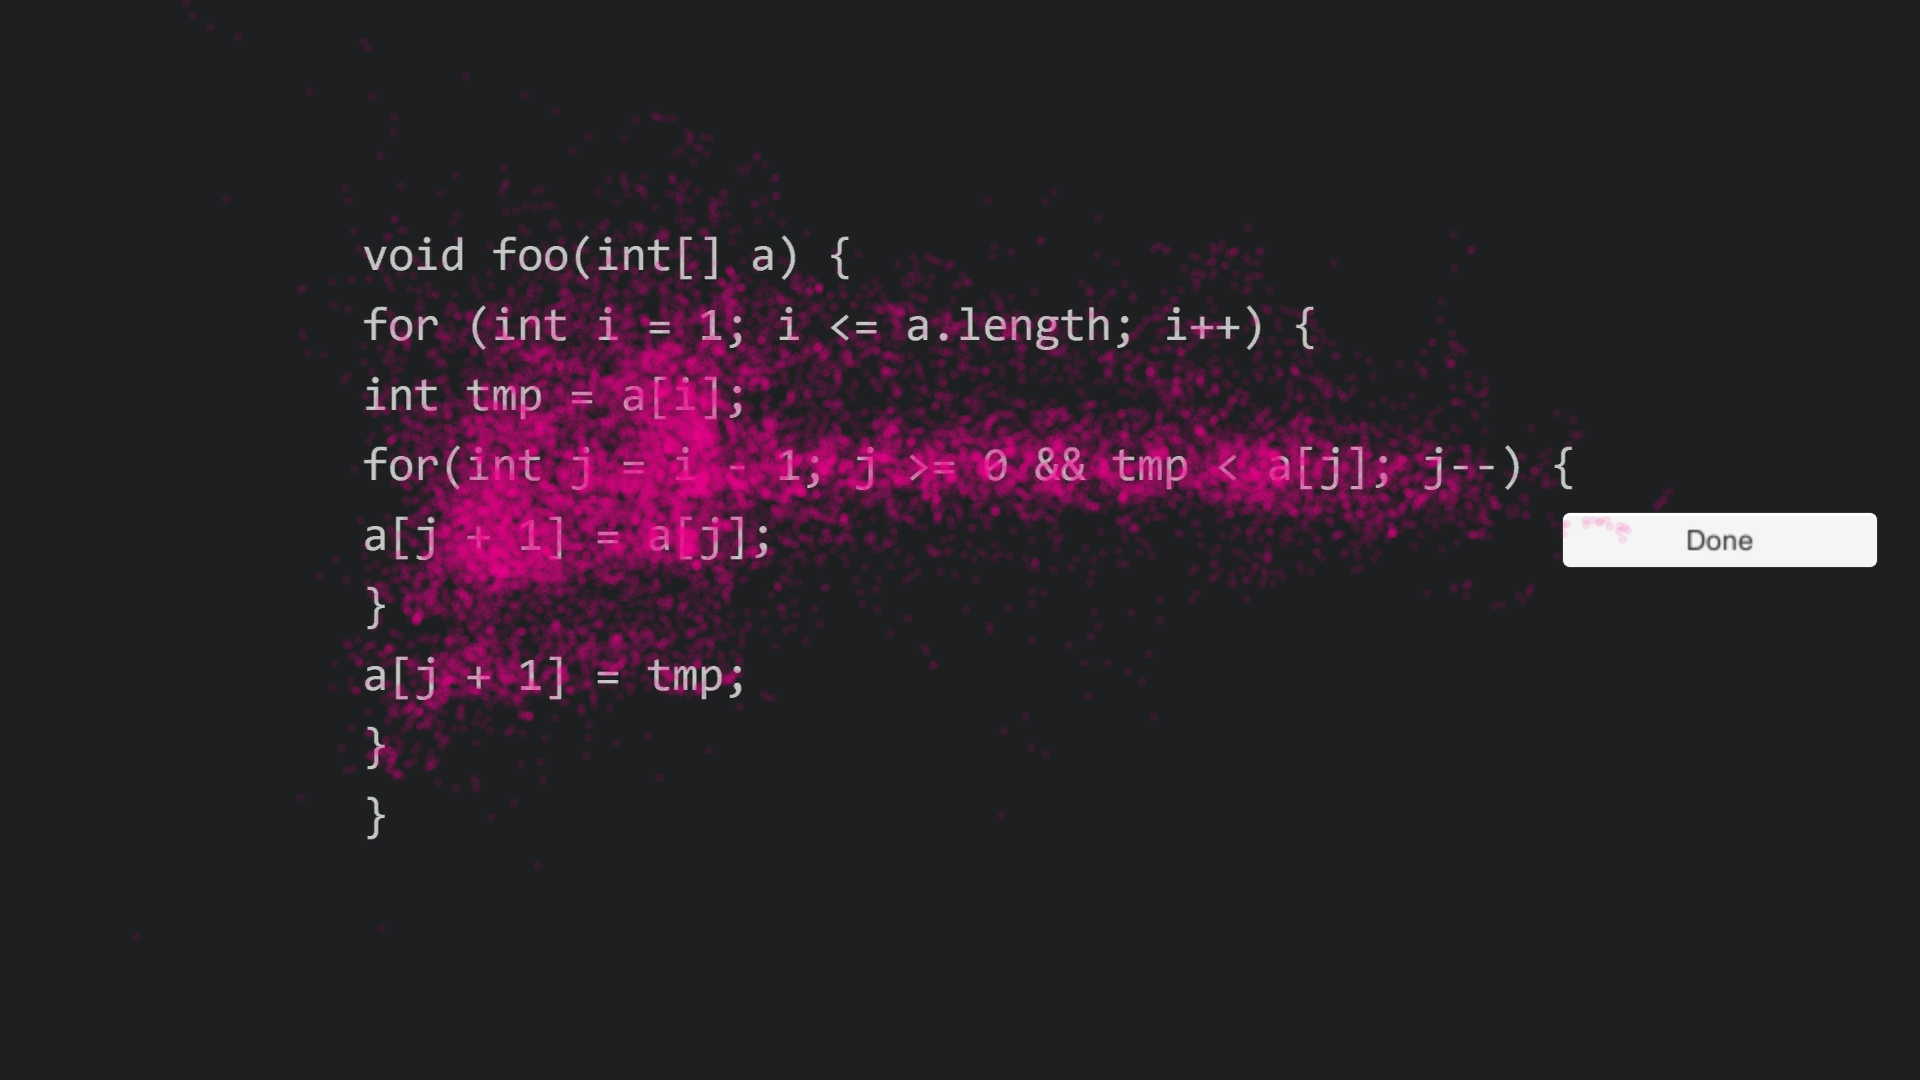 void foo(int[] a) {
for (int i = 1; i <= a.length; i++) {
int tmp = a[i];
for(int j = i - 1; j >= 0 && tmp < a[j]; j--) {
a[j + 1] = a[j];
}
a[j + 1] = tmp;
}
}
Done